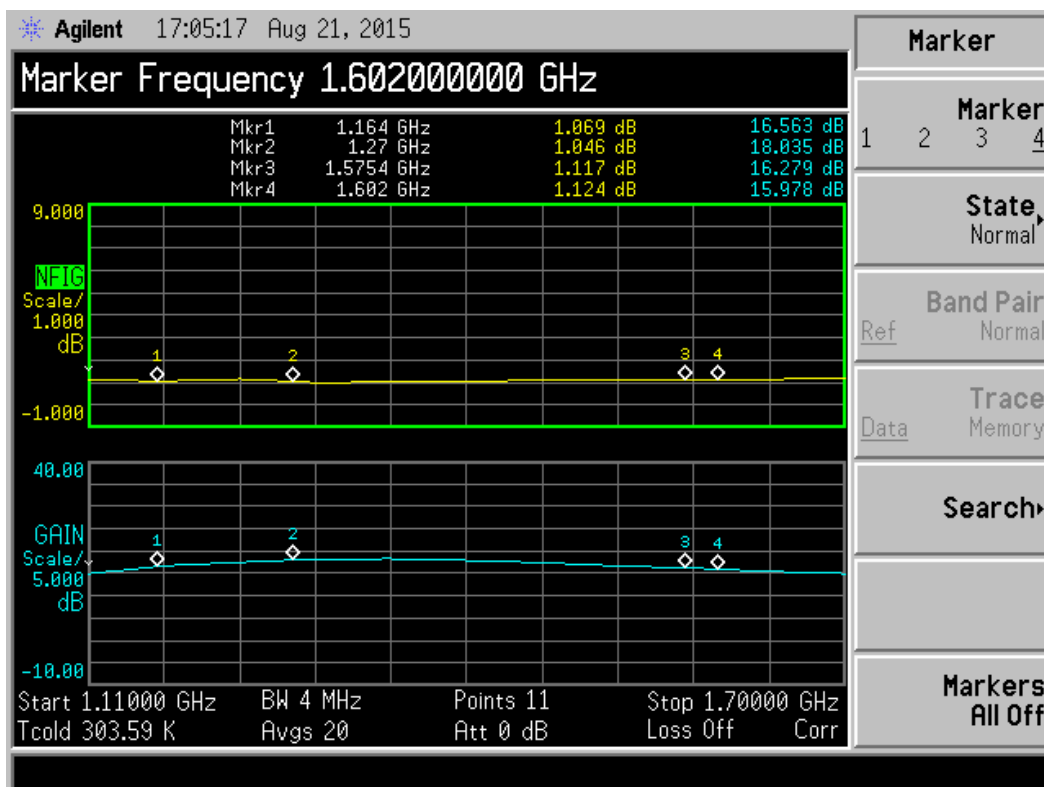 Agilent 17:05:17 Aug 21, 2015
Marker Frequency 1.602000000 GHz
Mkr1 1.164 GHz 1.069 dB 16.563 dB
Mkr2 1.27 GHz 1.046 dB 18.035 dB
Mkr3 1.5754 GHz 1.117 dB 16.279 dB
Mkr4 1.602 GHz 1.124 dB 15.978 dB
9.000
NFIG
Scale/
1.000
dB
1 2 3 4
-1.000
40.00
GAIN
1 2 3 4
Scale/
5.000
dB
-10.00
Start 1.11000 GHz BW 4 MHz Points 11 Stop 1.70000 GHz
Tcold 303.59 K Avgs 20 Att 0 dB Loss Off Corr
Marker
Marker
1 2 3 4
State
Normal
Band Pair
Ref Normal
Trace
Data Memory
Search
Markers
All Off